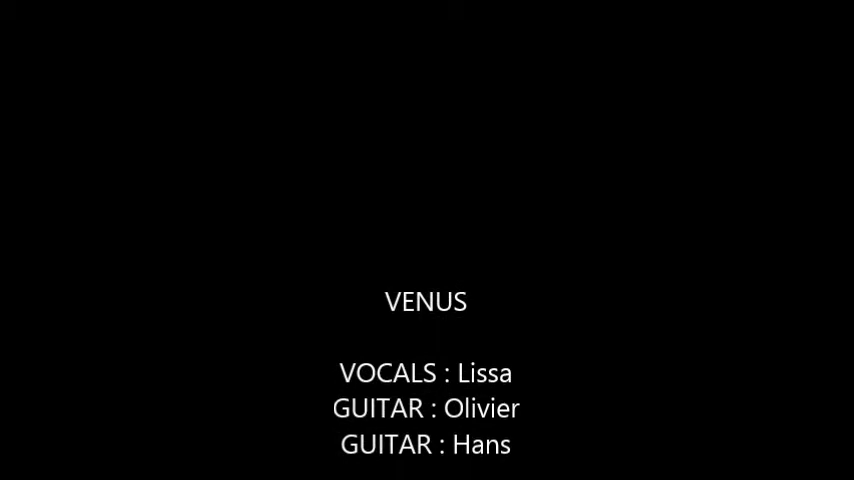 VENUS
VOCALS : Lissa
GUITAR : Olivier
GUITAR : Hans